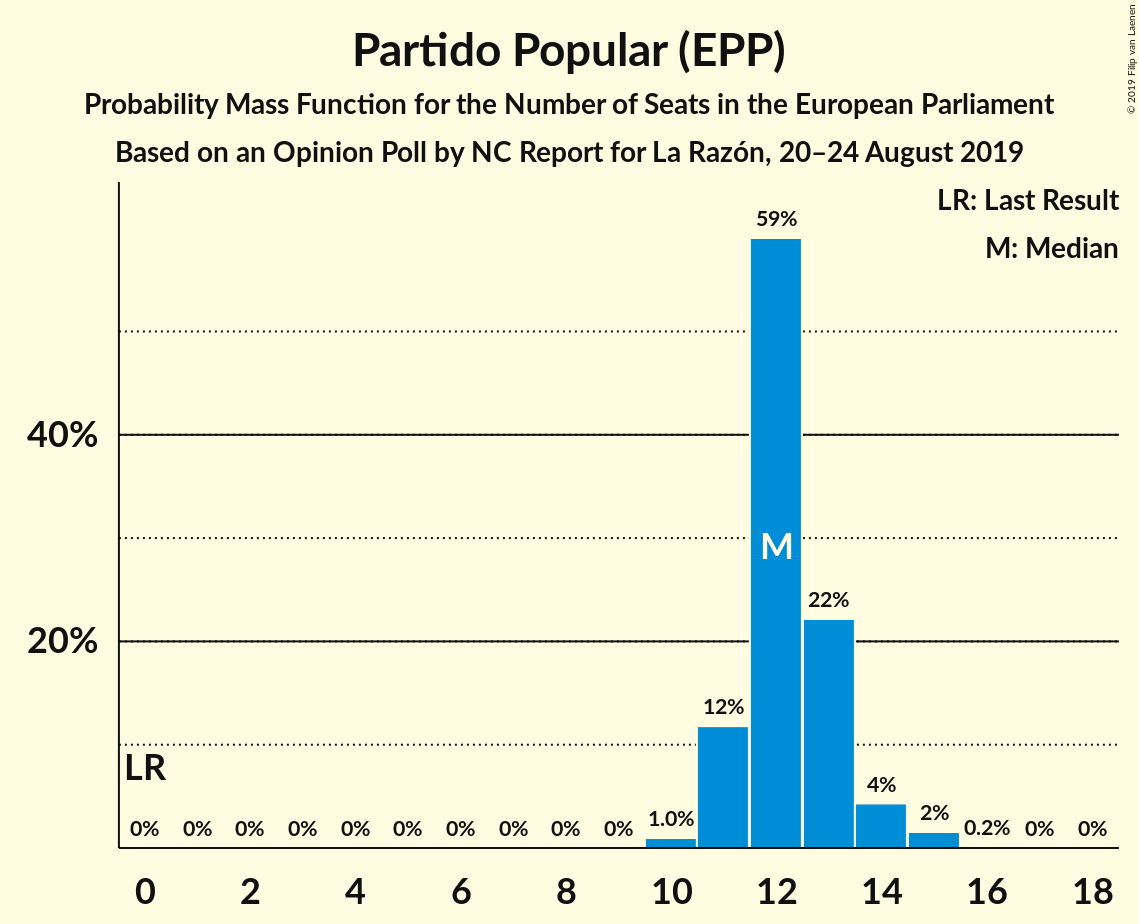 Partido Popular (EPP)
Probability Mass Function for the Number of Seats in the European Parliament
Based on an Opinion Poll by NC Report for La Razón, 20–24 August 2019
© 2019 Filip van Laenen
LR: Last Result
M: Median
59%
40%
M
22%
20%
12%
LR
4%
2%
0% 0% 0% 0% 0% 0% 0% 0% 0% 0% 1.0% 0.2% 0% 0%
0 2 4 6 8 10 12 14 16 18